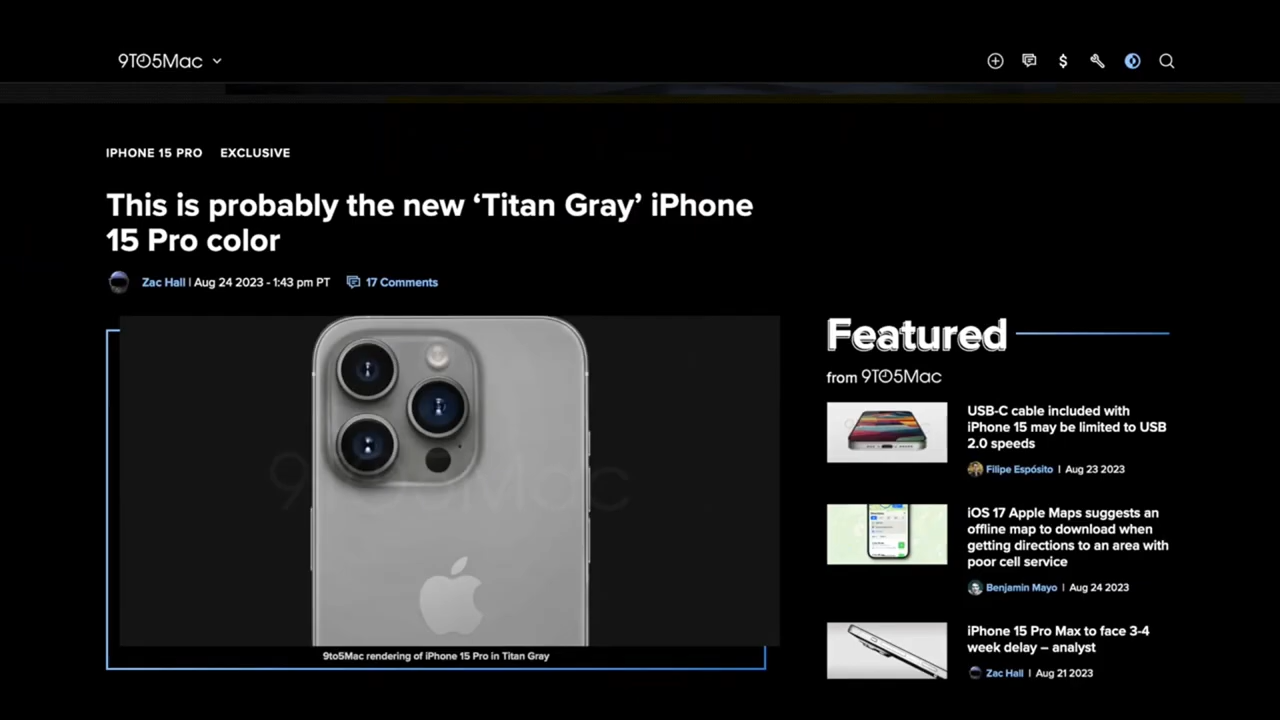 9TO5Mac
IPHONE 15 PRO EXCLUSIVE
This is probably the new ‘Titan Gray’ iPhone
15 Pro color
Zac Hall | Aug 24 2023 - 1:43 pm PT 17 Comments
9TO5Mac
9to5Mac rendering of iPhone 15 Pro in Titan Gray
Featured
from 9TO5Mac
USB-C cable included with
iPhone 15 may be limited to USB
2.0 speeds
Filipe Espósito | Aug 23 2023
iOS 17 Apple Maps suggests an
offline map to download when
getting directions to an area with
poor cell service
Benjamin Mayo | Aug 24 2023
iPhone 15 Pro Max to face 3-4
week delay – analyst
Zac Hall | Aug 21 2023